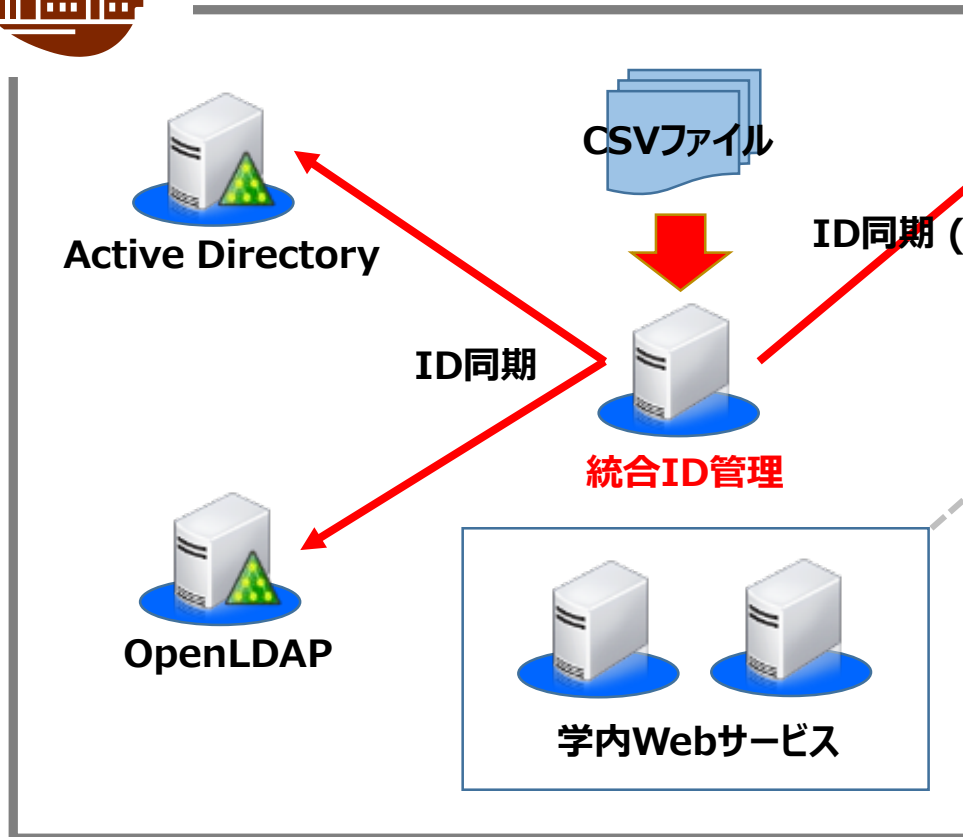 CSVファイル
Active Directory
ID同期 (
ID同期
統合ID管理
OpenLDAP
学内Webサービス